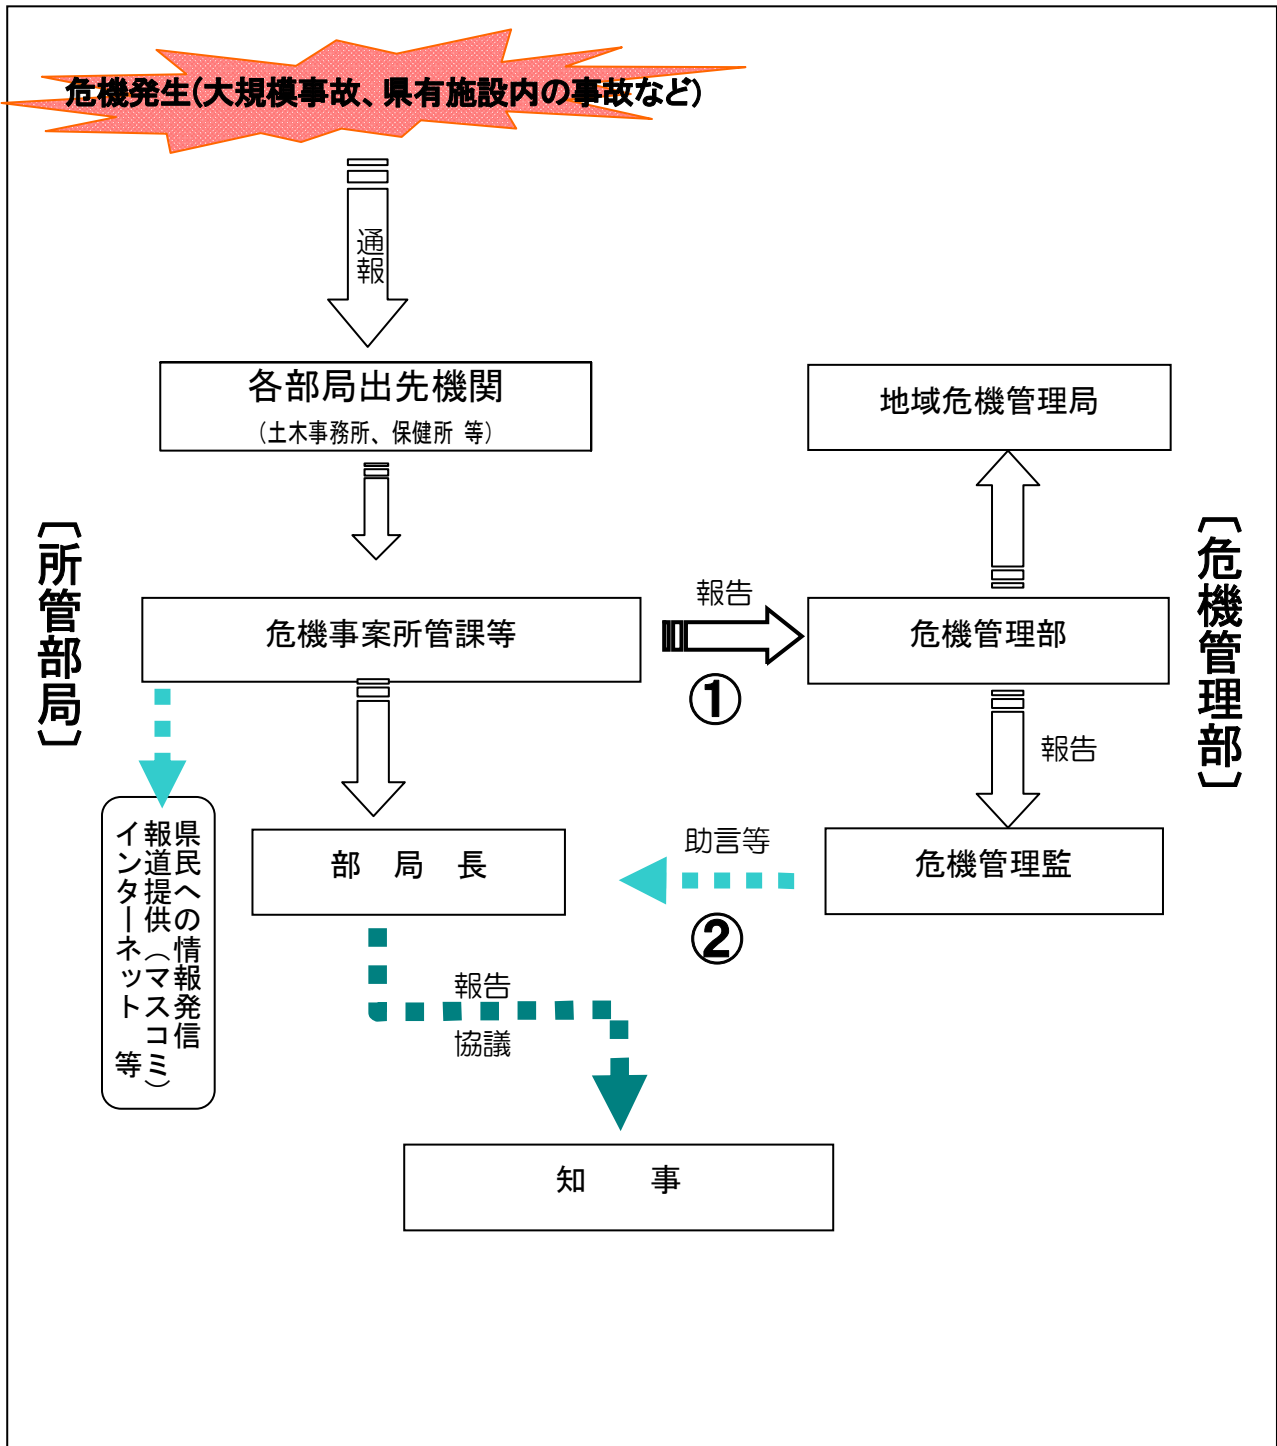 危機発生(大規模事故、県有施設内の事故など)
通報
各部局出先機関
(土木事務所、保健所 等)
地域危機管理局
〔所管部局〕
〔危機管理部〕
危機事案所管課等
報告
①
危機管理部
報告
県民への情報発信
報道提供(マスコミ)
インターネット 等
部 局 長
助言等
②
危機管理監
報告
協議
知 事